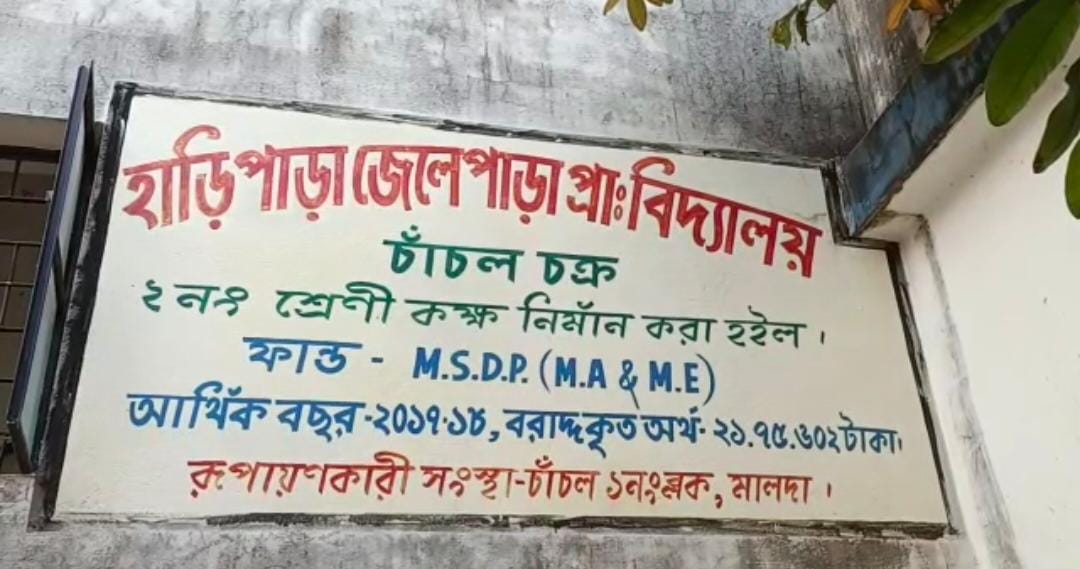 হাড়িপাড়া জেলেপাড়া প্রাঃ বিদ্যালয়
চাঁচল চক্র
২ নং শ্রেণী কক্ষ নির্মাঁন করা হইল।
ফান্ড - M.S.D.P. (M.A & M.E)
আর্থিক বছর -২০১৭-১৮, বরাদ্দকৃত অর্থ- ২১.৭৫.৬০২ টাকা।
রূপায়ণকারী সংস্থা-চাঁচল ১নং ব্লক, মালদা।